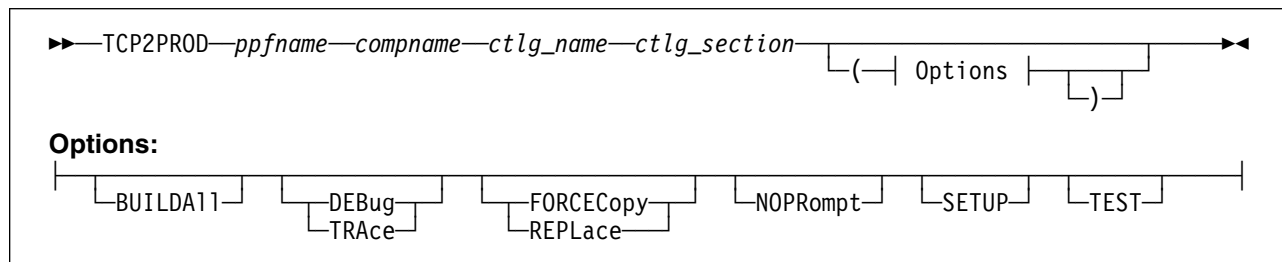 ►►──TCP2PROD──ppfname──compname──ctlg_name──ctlg_section──►◄
( Options )
Options:
BUILDAll DEBug FORCECopy NOPRompt SETUP TEST
TRAce REPLace